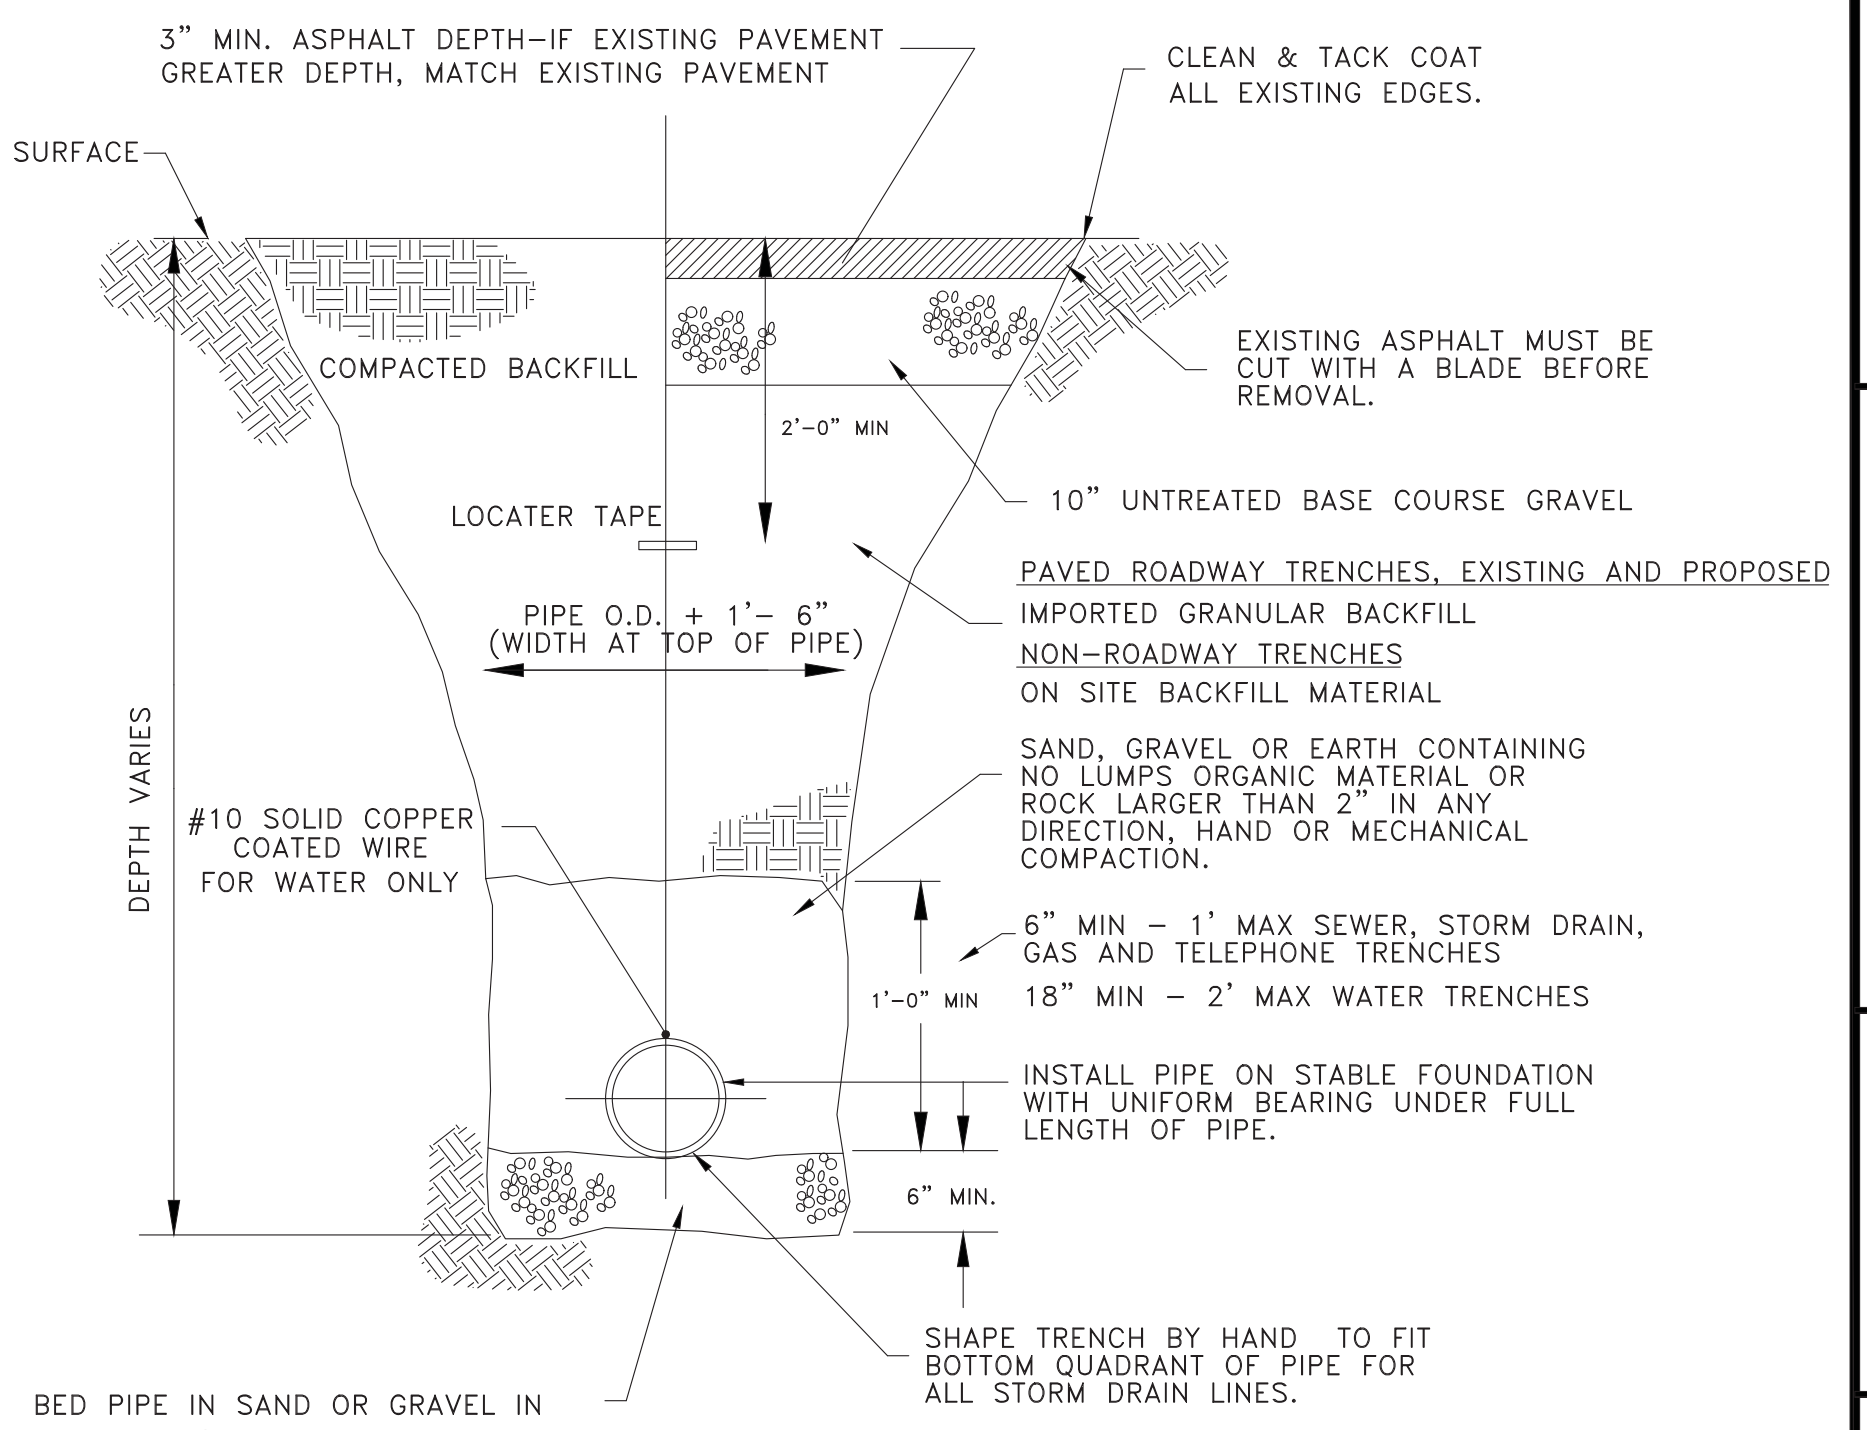 3” MIN. ASPHALT DEPTH–IF EXISTING PAVEMENT
GREATER DEPTH, MATCH EXISTING PAVEMENT
CLEAN & TACK COAT
ALL EXISTING EDGES.
SURFACE
EXISTING ASPHALT MUST BE
CUT WITH A BLADE BEFORE
REMOVAL.
COMPACTED BACKFILL
2’–0” MIN
10” UNTREATED BASE COURSE GRAVEL
LOCATER TAPE
PAVED ROADWAY TRENCHES, EXISTING AND PROPOSED
IMPORTED GRANULAR BACKFILL
NON–ROADWAY TRENCHES
ON SITE BACKFILL MATERIAL
PIPE O.D. + 1’– 6”
(WIDTH AT TOP OF PIPE)
DEPTH VARIES
SAND, GRAVEL OR EARTH CONTAINING
NO LUMPS ORGANIC MATERIAL OR
ROCK LARGER THAN 2” IN ANY
DIRECTION, HAND OR MECHANICAL
COMPACTION.
#10 SOLID COPPER
COATED WIRE
FOR WATER ONLY
6” MIN – 1’ MAX SEWER, STORM DRAIN,
GAS AND TELEPHONE TRENCHES
1’–0” MIN
18” MIN – 2’ MAX WATER TRENCHES
INSTALL PIPE ON STABLE FOUNDATION
WITH UNIFORM BEARING UNDER FULL
LENGTH OF PIPE.
6” MIN.
SHAPE TRENCH BY HAND TO FIT
BOTTOM QUADRANT OF PIPE FOR
ALL STORM DRAIN LINES.
BED PIPE IN SAND OR GRAVEL IN